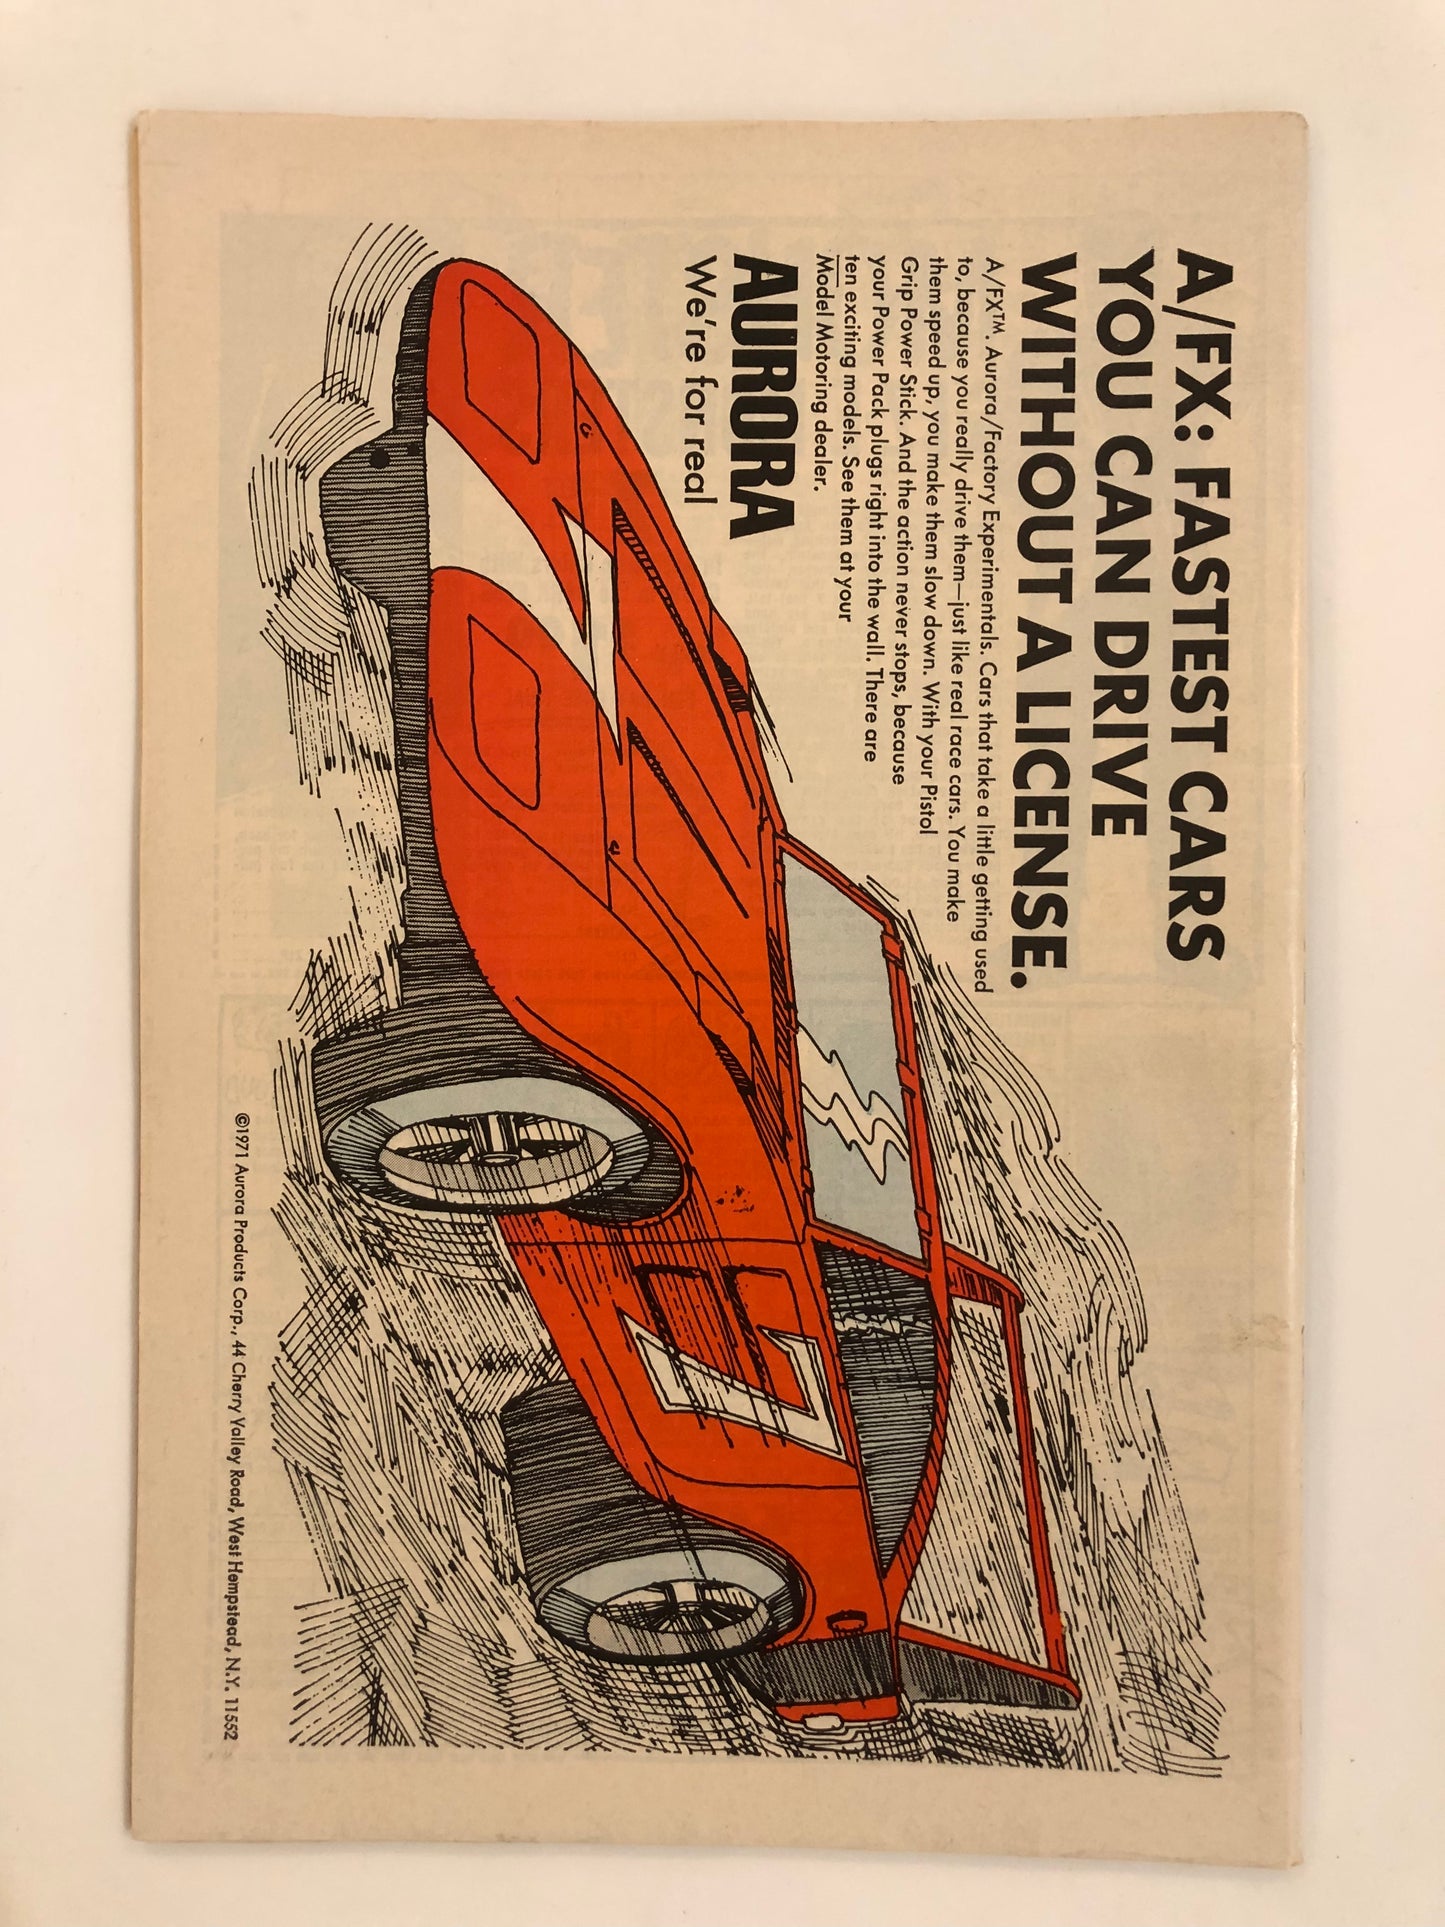 A/FX: FASTEST CARS
YOU CAN DRIVE
WITHOUT A LICENSE.
A/FX™. Aurora/Factory Experimentals. Cars that take a little getting used
to, because you really drive them—just like real race cars. You make
them speed up, you make them slow down. With your Pistol
Grip Power Stick. And the action never stops, because
your Power Pack plugs right into the wall. There are
ten exciting models. See them at your
Model Motoring dealer.
AURORA
We're for real
©1971 Aurora Products Corp., 44 Cherry Valley Road, West Hempstead, N.Y. 11552